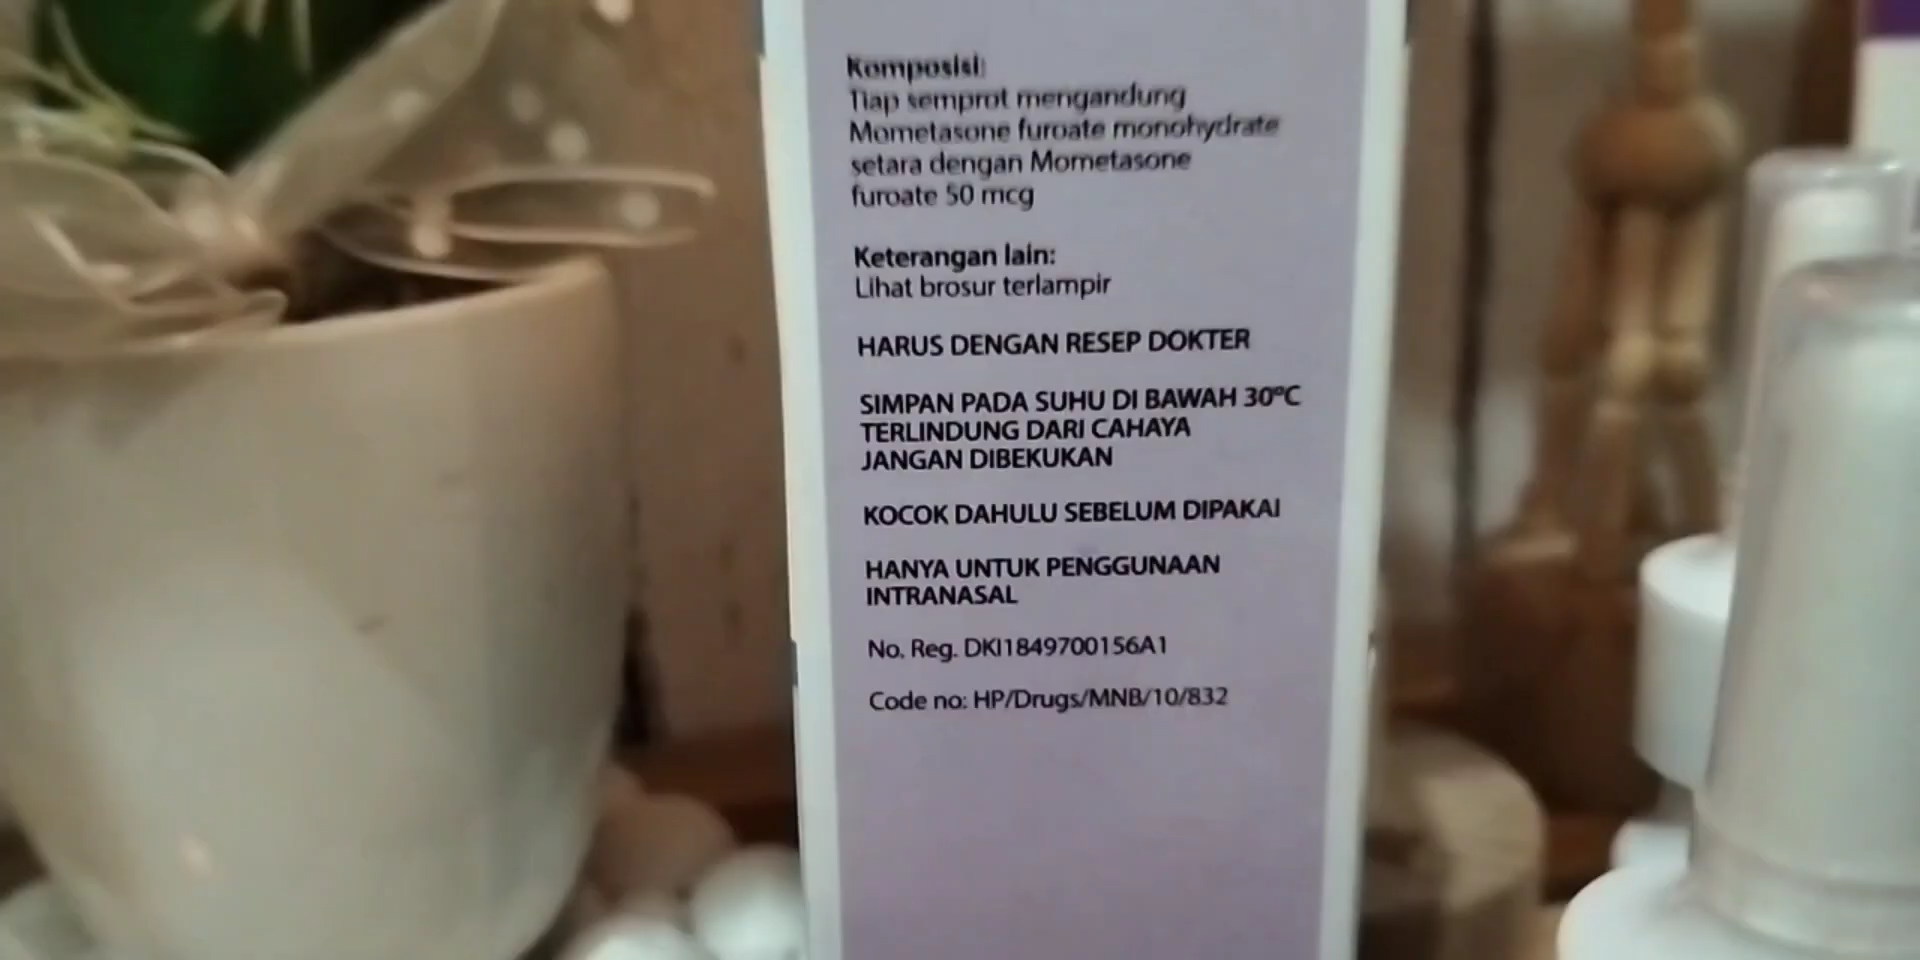 Komposisi:
Tiap semprot mengandung
Mometasone furoate monohydrate
setara dengan Mometasone
furoate 50 mcg
Keterangan lain:
Lihat brosur terlampir
HARUS DENGAN RESEP DOKTER
SIMPAN PADA SUHU DI BAWAH 30ºC
TERLINDUNG DARI CAHAYA
JANGAN DIBEKUKAN
KOCOK DAHULU SEBELUM DIPAKAI
HANYA UNTUK PENGGUNAAN
INTRANASAL
No. Reg. DKI1849700156A1
Code no: HP/Drugs/MNB/10/832